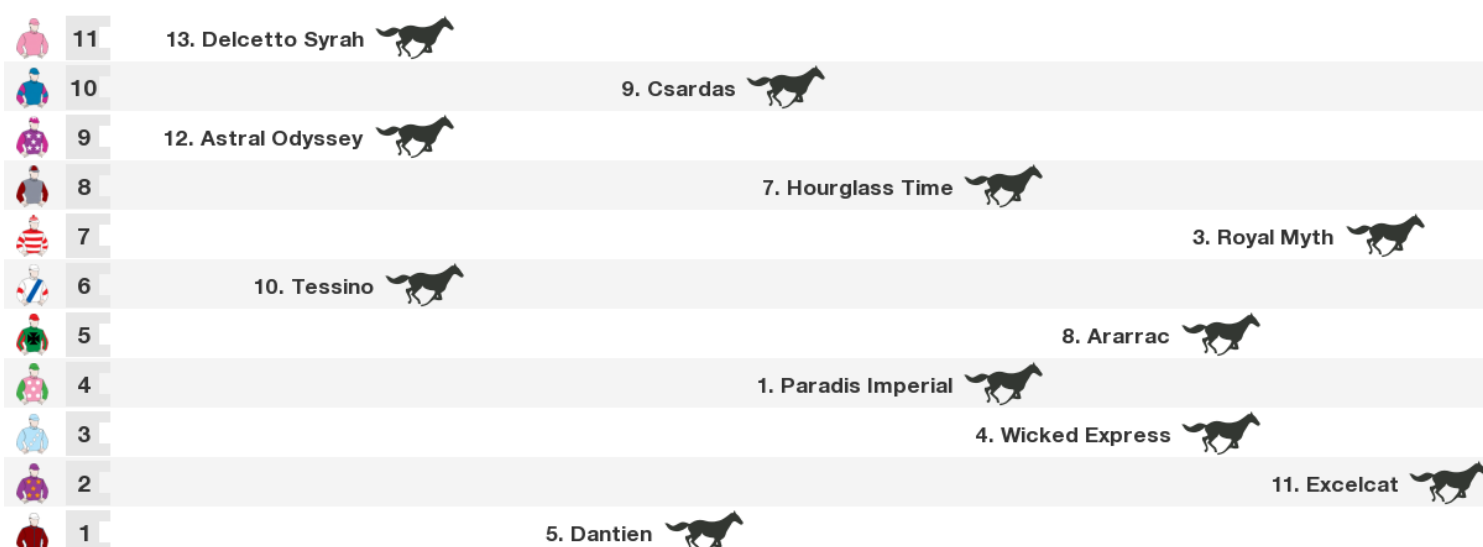 11 13. Delcetto Syrah
10 9. Csardas
9 12. Astral Odyssey
8 7. Hourglass Time
7 3. Royal Myth
6 10. Tessino
5 8. Ararrac
4 1. Paradis Imperial
3 4. Wicked Express
2 11. Excelcat
1 5. Dantien